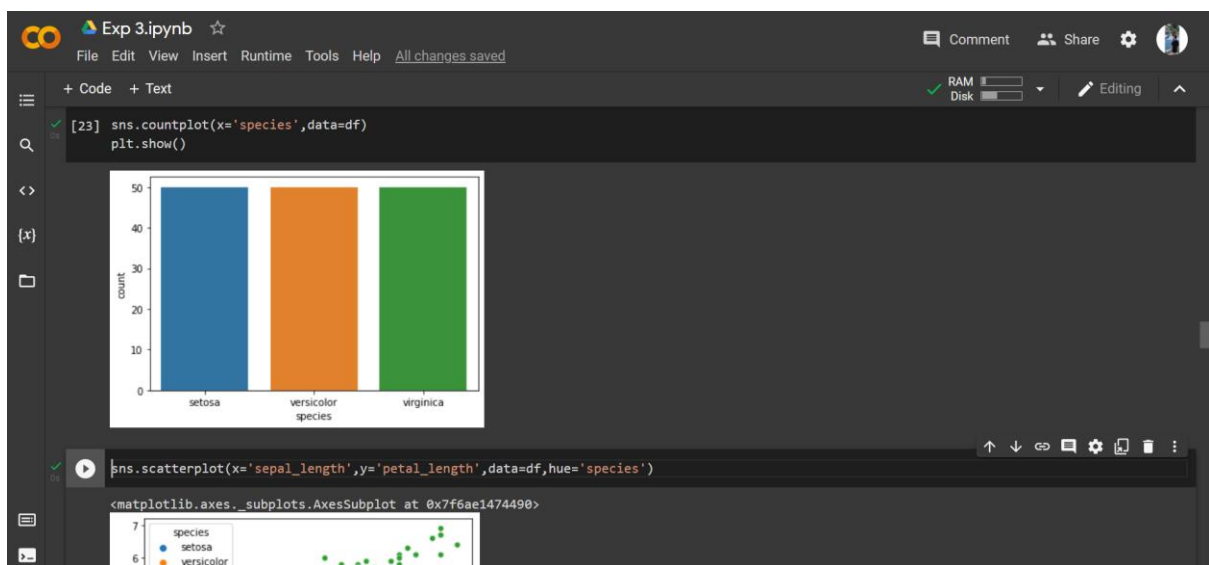 Exp 3.ipynb
Comment
Share
File Edit View Insert Runtime Tools Help All changes saved
+ Code + Text
RAM
Disk
Editing
[23] sns.countplot(x='species',data=df)
0s
plt.show()
50
40
30
20
10
0
count
setosa versicolor virginica
species
{x}
sns.scatterplot(x='sepal_length',y='petal_length',data=df,hue='species')
0s
<matplotlib.axes._subplots.AxesSubplot at 0x7f6ae1474490>
7
species
setosa
6
versicolor